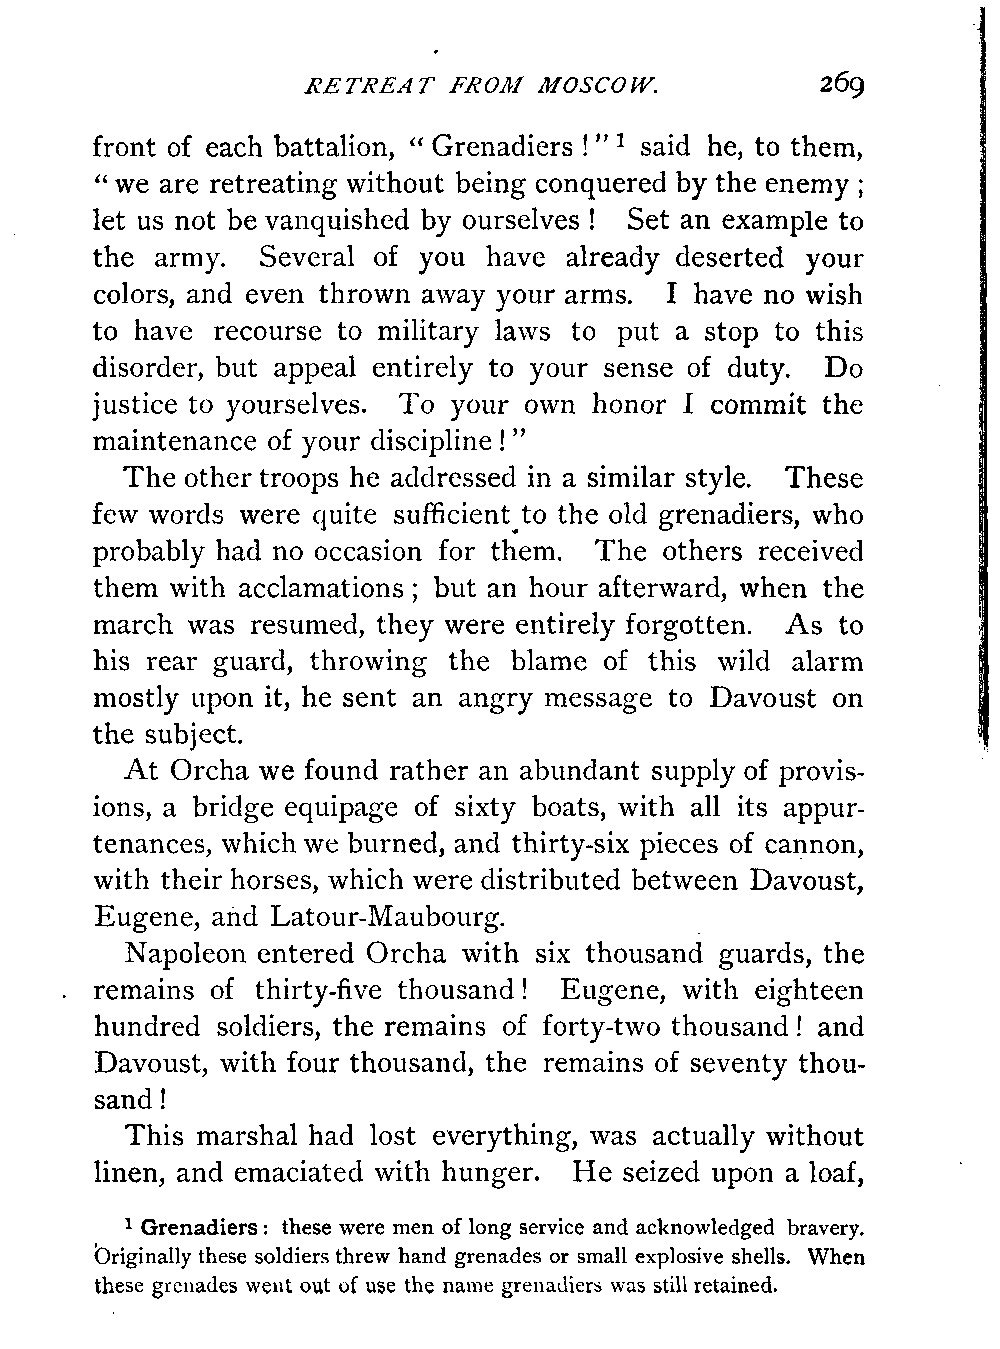 RETREAT FROM MOSCOW. 269
front of each battalion, “ Grenadiers ! ” 1 said he, to them,
“ we are retreating without being conquered by the enemy ;
let us not be vanquished by ourselves ! Set an example to
the army. Several of you have already deserted your
colors, and even thrown away your arms. I have no wish
to have recourse to military laws to put a stop to this
disorder, but appeal entirely to your sense of duty. Do
justice to yourselves. To your own honor I commit the
maintenance of your discipline ! ”
The other troops he addressed in a similar style. These
few words were quite sufficient to the old grenadiers, who
probably had no occasion for them. The others received
them with acclamations ; but an hour afterward, when the
march was resumed, they were entirely forgotten. As to
his rear guard, throwing the blame of this wild alarm
mostly upon it, he sent an angry message to Davoust on
the subject.
At Orcha we found rather an abundant supply of provis-
ions, a bridge equipage of sixty boats, with all its appur-
tenances, which we burned, and thirty-six pieces of cannon,
with their horses, which were distributed between Davoust,
Eugene, and Latour-Maubourg.
Napoleon entered Orcha with six thousand guards, the
remains of thirty-five thousand ! Eugene, with eighteen
hundred soldiers, the remains of forty-two thousand ! and
Davoust, with four thousand, the remains of seventy thou-
sand !
This marshal had lost everything, was actually without
linen, and emaciated with hunger. He seized upon a loaf,
1 Grenadiers : these were men of long service and acknowledged bravery.
Originally these soldiers threw hand grenades or small explosive shells. When
these grenades went out of use the name grenadiers was still retained.